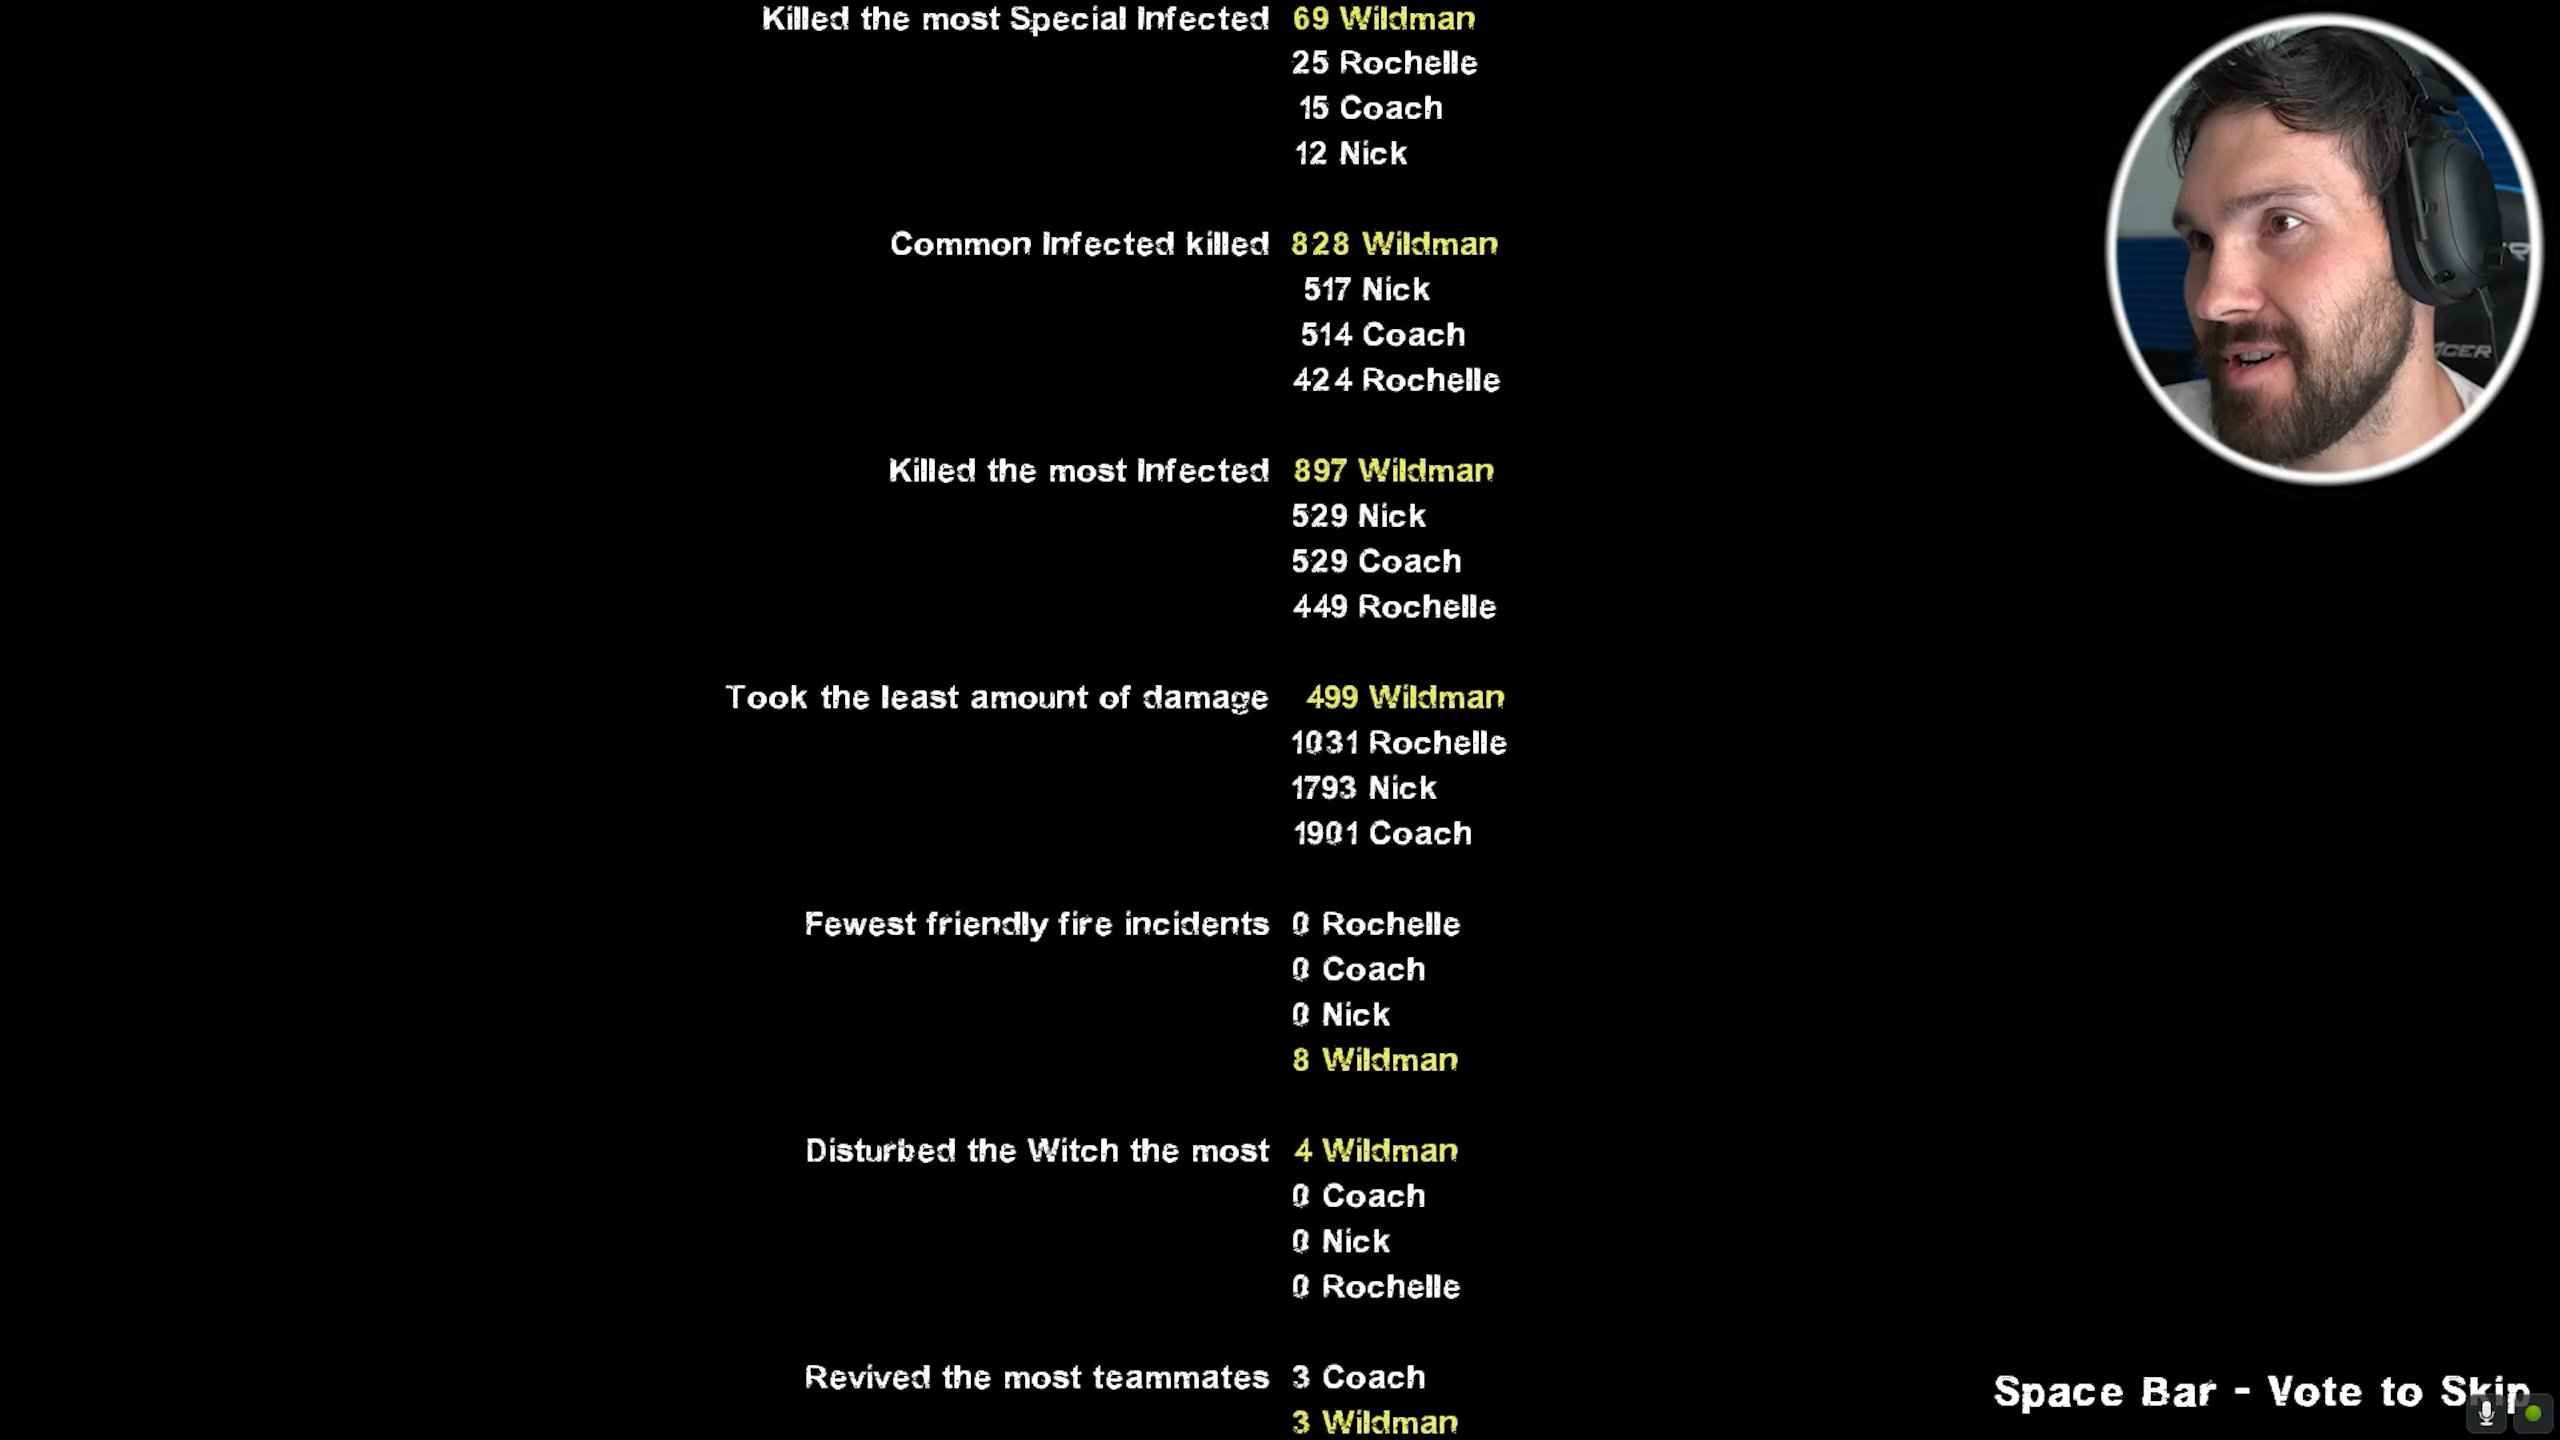 Killed the most Special Infected 69 Wildman
25 Rochelle
15 Coach
12 Nick
Common Infected killed 828 Wildman
517 Nick
514 Coach
424 Rochelle
Killed the most Infected 897 Wildman
529 Nick
529 Coach
449 Rochelle
Took the least amount of damage 499 Wildman
1031 Rochelle
1793 Nick
1901 Coach
Fewest friendly fire incidents 0 Rochelle
0 Coach
0 Nick
8 Wildman
Disturbed the Witch the most 4 Wildman
0 Coach
0 Nick
0 Rochelle
Revived the most teammates 3 Coach
3 Wildman
Space Bar - Vote to Skip